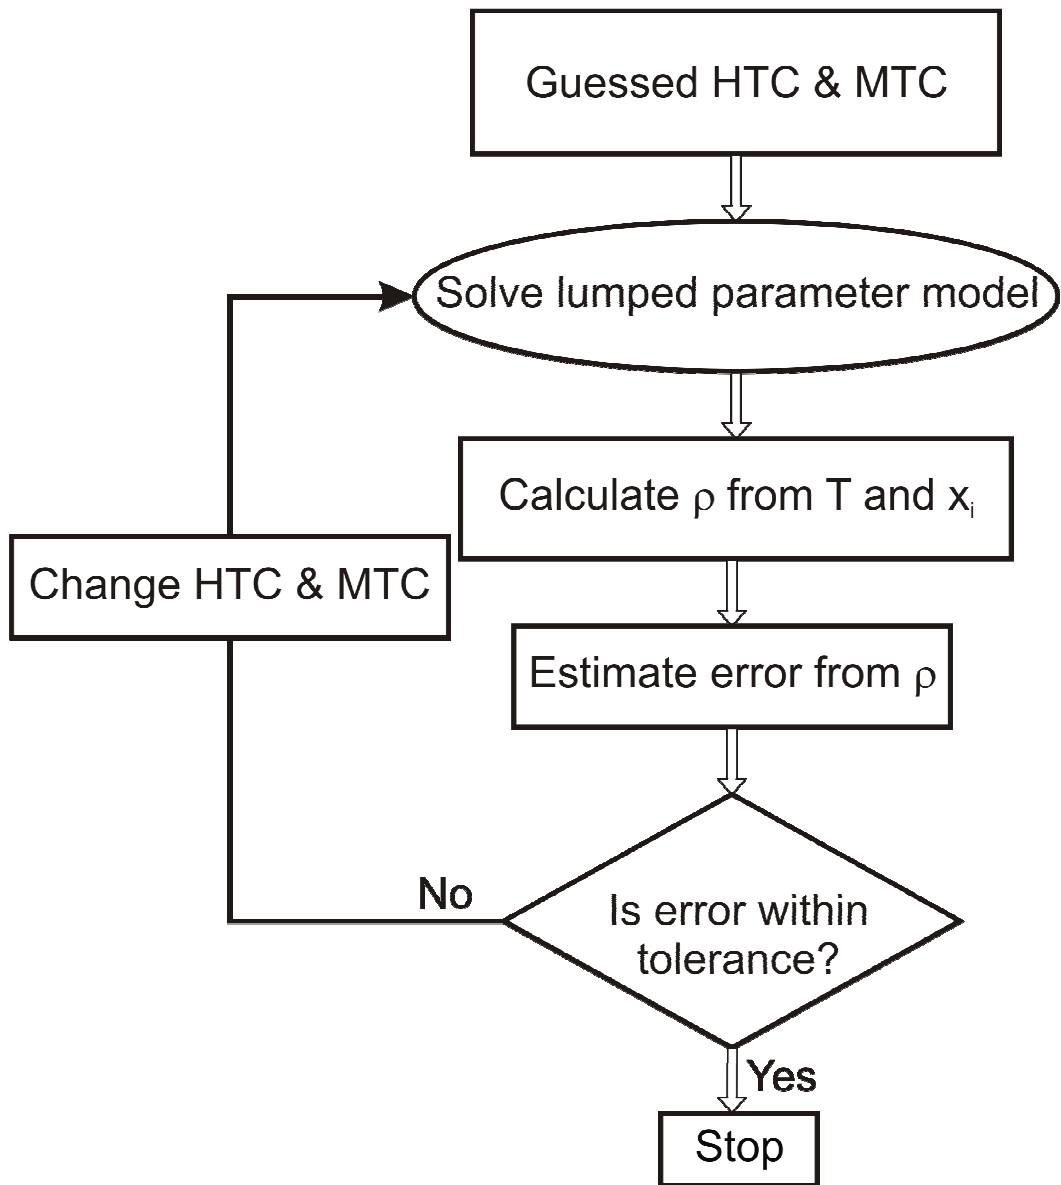 Guessed HTC & MTC
Solve lumped parameter model
Calculate ρ from T and xᵢ
Change HTC & MTC
Estimate error from ρ
No
Is error within
tolerance?
Yes
Stop